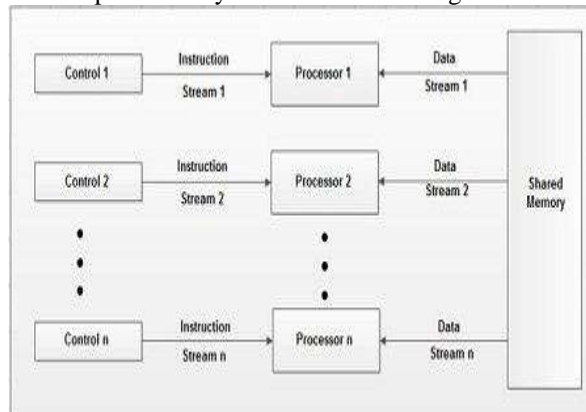 Control 1
Instruction
Stream 1
Processor 1
Data
Stream 1
Control 2
Instruction
Stream 2
Processor 2
Data
Stream 2
Shared
Memory
Control n
Instruction
Stream n
Processor n
Data
Stream n